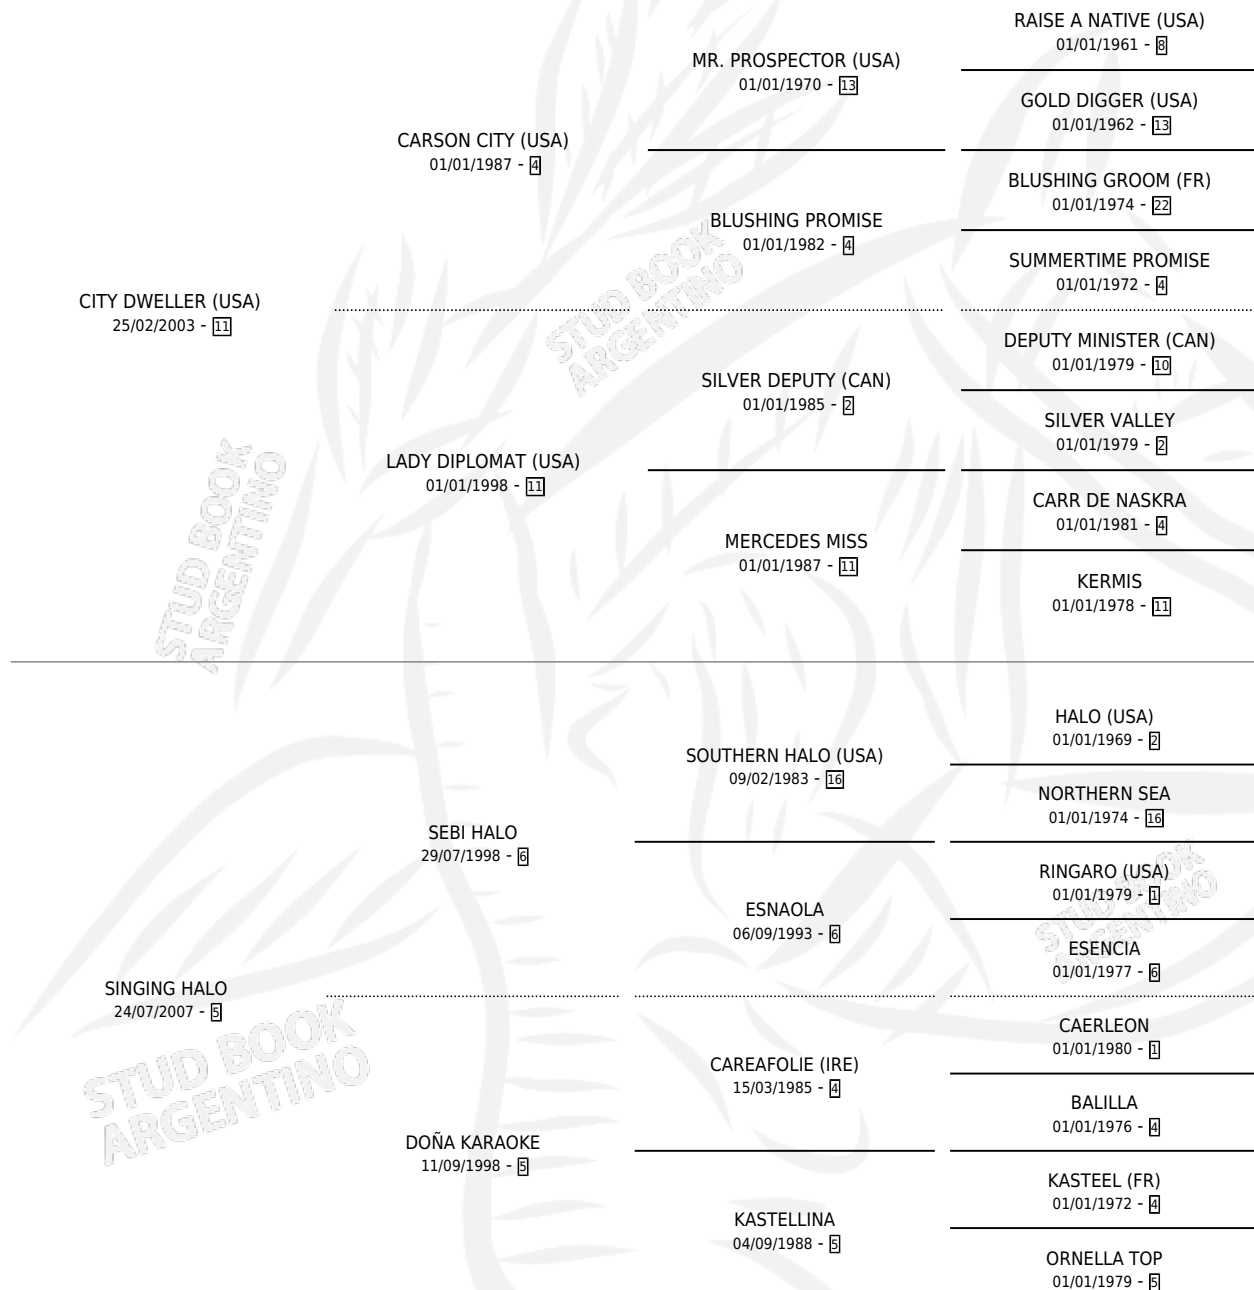 RAISE A NATIVE (USA)
01/01/1961 - 8
MR. PROSPECTOR (USA)
01/01/1970 - 13
GOLD DIGGER (USA)
01/01/1962 - 13
CARSON CITY (USA)
01/01/1987 - 4
BLUSHING GROOM (FR)
01/01/1974 - 22
BLUSHING PROMISE
01/01/1982 - 4
SUMMERTIME PROMISE
01/01/1972 - 4
CITY DWELLER (USA)
25/02/2003 - 11
STUD BOOK
ARGENTINO
DEPUTY MINISTER (CAN)
01/01/1979 - 10
SILVER DEPUTY (CAN)
01/01/1985 - 2
SILVER VALLEY
01/01/1979 - 2
LADY DIPLOMAT (USA)
01/01/1998 - 11
CARR DE NASKRA
01/01/1981 - 4
MERCEDES MISS
01/01/1987 - 11
KERMIS
01/01/1978 - 11
STUD BOOK
ARGENTINO
HALO (USA)
01/01/1969 - 2
SOUTHERN HALO (USA)
09/02/1983 - 16
NORTHERN SEA
01/01/1974 - 16
SEBI HALO
29/07/1998 - 6
RINGARO (USA)
01/01/1979 - 1
ESNAOLA
06/09/1993 - 6
ESENCIA
01/01/1977 - 6
STUD BOOK
ARGENTINO
SINGING HALO
24/07/2007 - 5
STUD BOOK
ARGENTINO
CAERLEON
01/01/1980 - 1
CAREAFOLIE (IRE)
15/03/1985 - 4
BALILLA
01/01/1976 - 4
DOÑA KARAOKE
11/09/1998 - 5
KASTEEL (FR)
01/01/1972 - 4
KASTELLINA
04/09/1988 - 5
ORNELLA TOP
01/01/1979 - 5